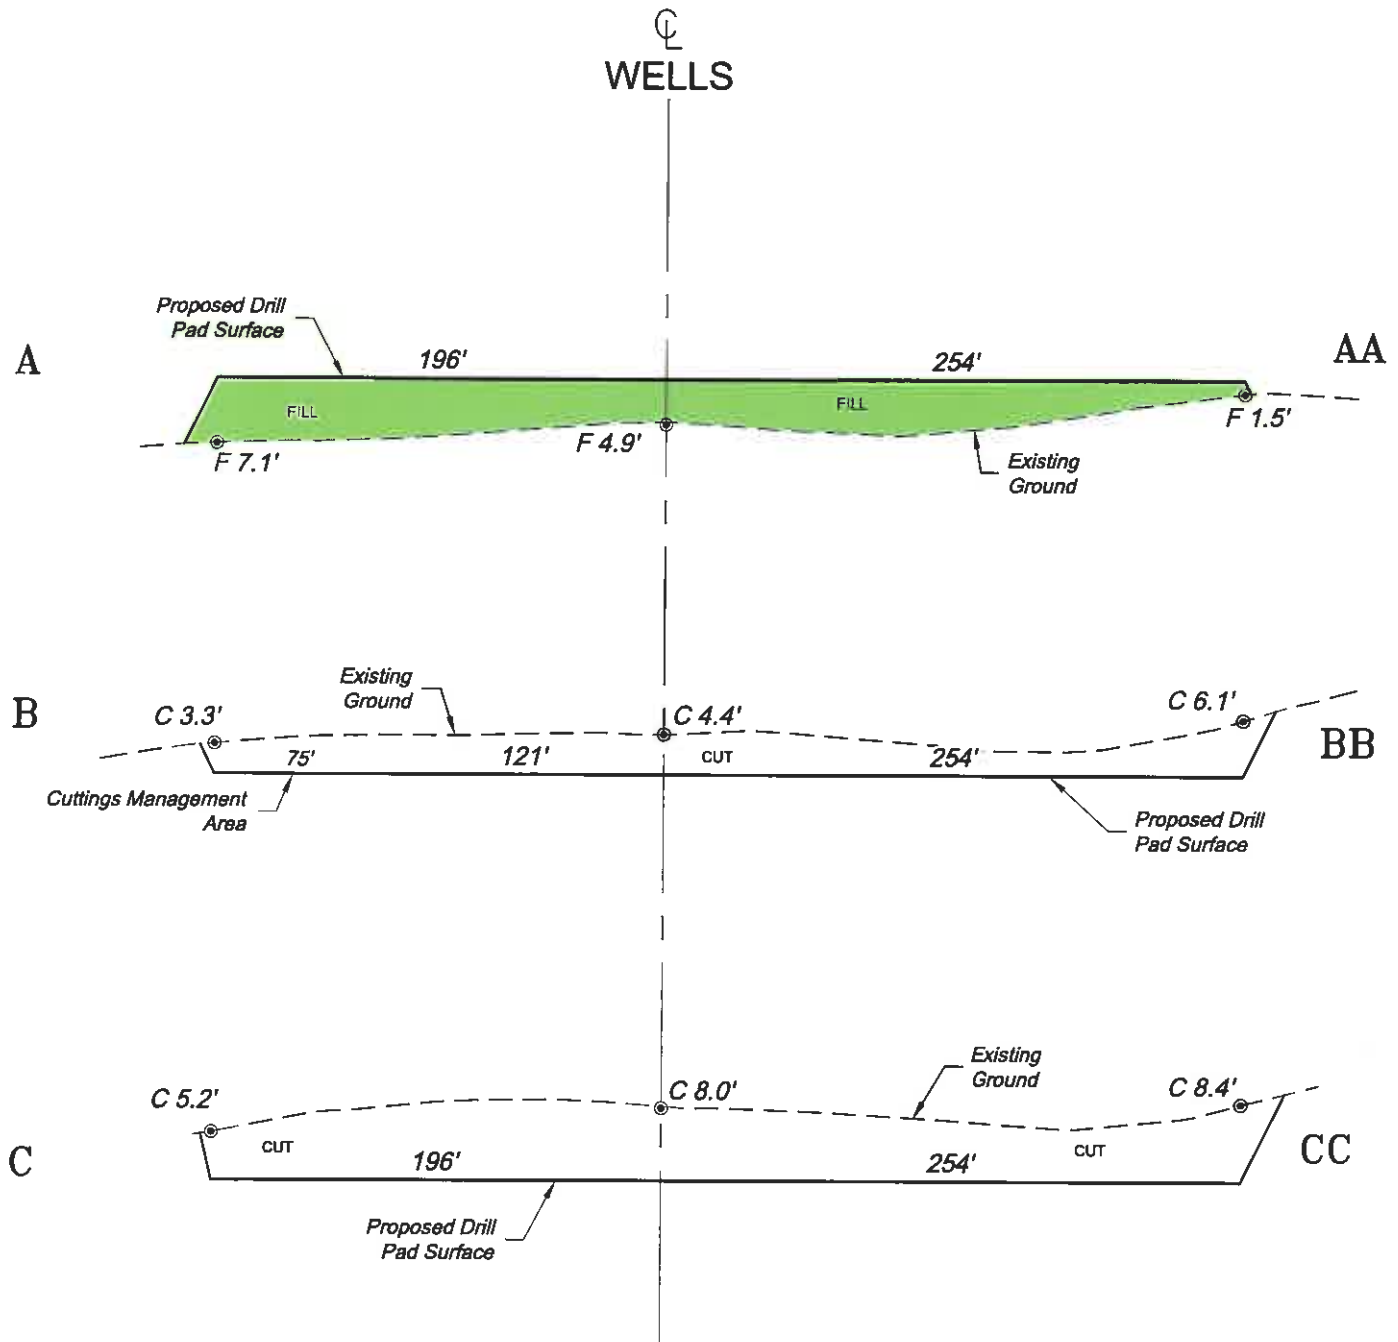 CL
WELLS
Proposed Drill
Pad Surface
A
196'
254'
AA
FILL
FILL
F 7.1'
F 4.9'
F 1.5'
Existing
Ground
B
C 3.3'
Existing
Ground
C 4.4'
C 6.1'
BB
75'
121'
CUT
254'
Cuttings Management
Area
Proposed Drill
Pad Surface
C
C 5.2'
C 8.0'
Existing
Ground
C 8.4'
CC
CUT
196'
254'
CUT
Proposed Drill
Pad Surface